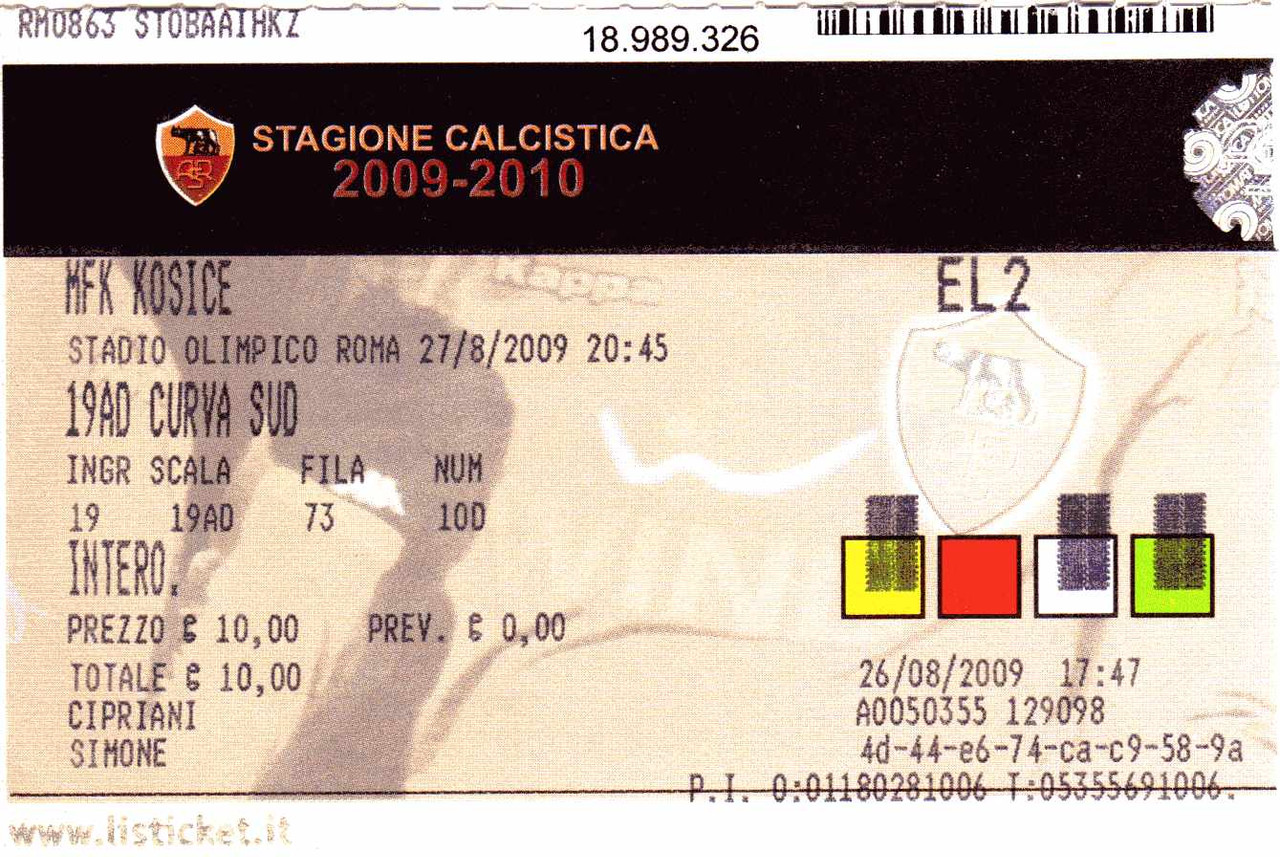 RM0863 STOBAAIHKZ
18.989.326
STAGIONE CALCISTICA
2009-2010
Kappa
MFK KOSICE
EL2
STADIO OLIMPICO ROMA 27/8/2009 20:45
19AD CURVA SUD
INGR SCALA FILA NUM
19 19AD 73 10D
INTERO.
PREZZO € 10,00 PREV. € 0,00
TOTALE € 10,00
CIPRIANI
SIMONE
26/08/2009 17:47
A0050355 129098
4d-44-e6-74-ca-c9-58-9a
P.I. O:01180281006 T:05355691006.
www.listicket.it